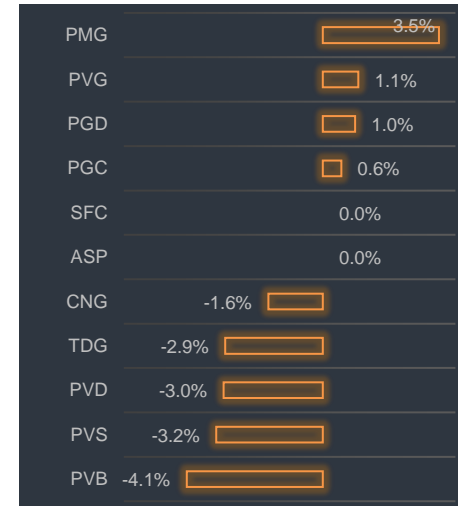 PMG 3.5%
PVG 1.1%
PGD 1.0%
PGC 0.6%
SFC 0.0%
ASP 0.0%
CNG -1.6%
TDG -2.9%
PVD -3.0%
PVS -3.2%
PVB -4.1%